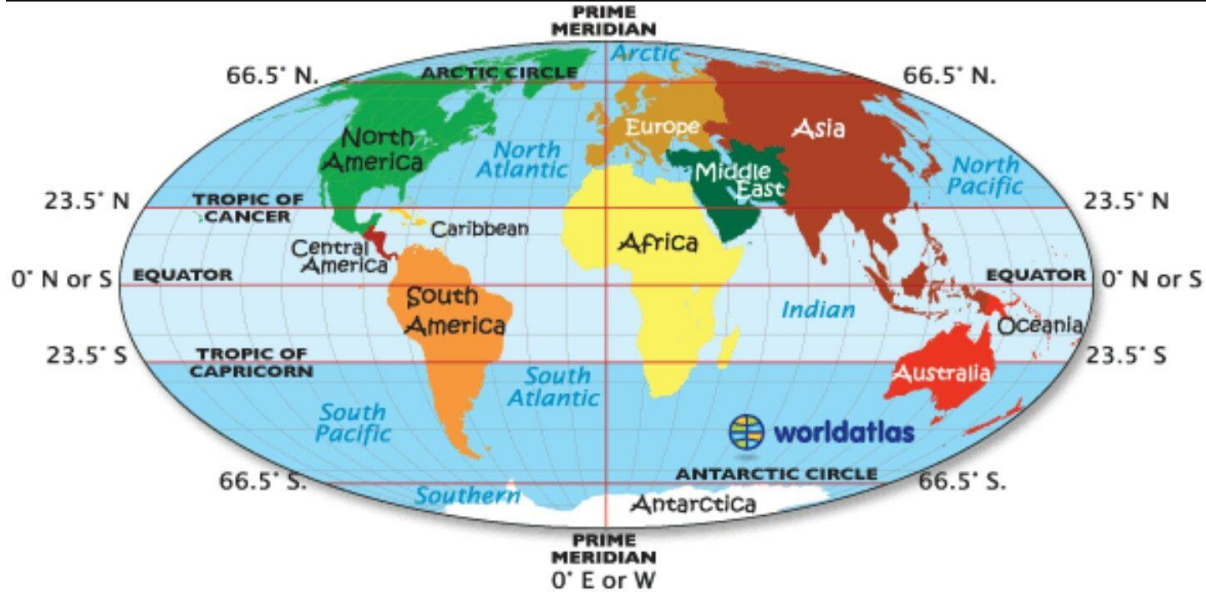 PRIME
MERIDIAN
Arctic
66.5° N.
ARCTIC CIRCLE
66.5° N.
Europe
Asia
North
America
North
Atlantic
Middle
East
North
Pacific
23.5° N
TROPIC OF
CANCER
23.5° N
Caribbean
Africa
Central
America
0° N or S
EQUATOR
EQUATOR
0° N or S
South
America
Indian
Oceania
23.5° S
TROPIC OF
CAPRICORN
23.5° S
South
Atlantic
Australia
South
Pacific
worldatlas
66.5° S.
ANTARCTIC CIRCLE
66.5° S.
Southern
Antarctica
PRIME
MERIDIAN
0° E or W